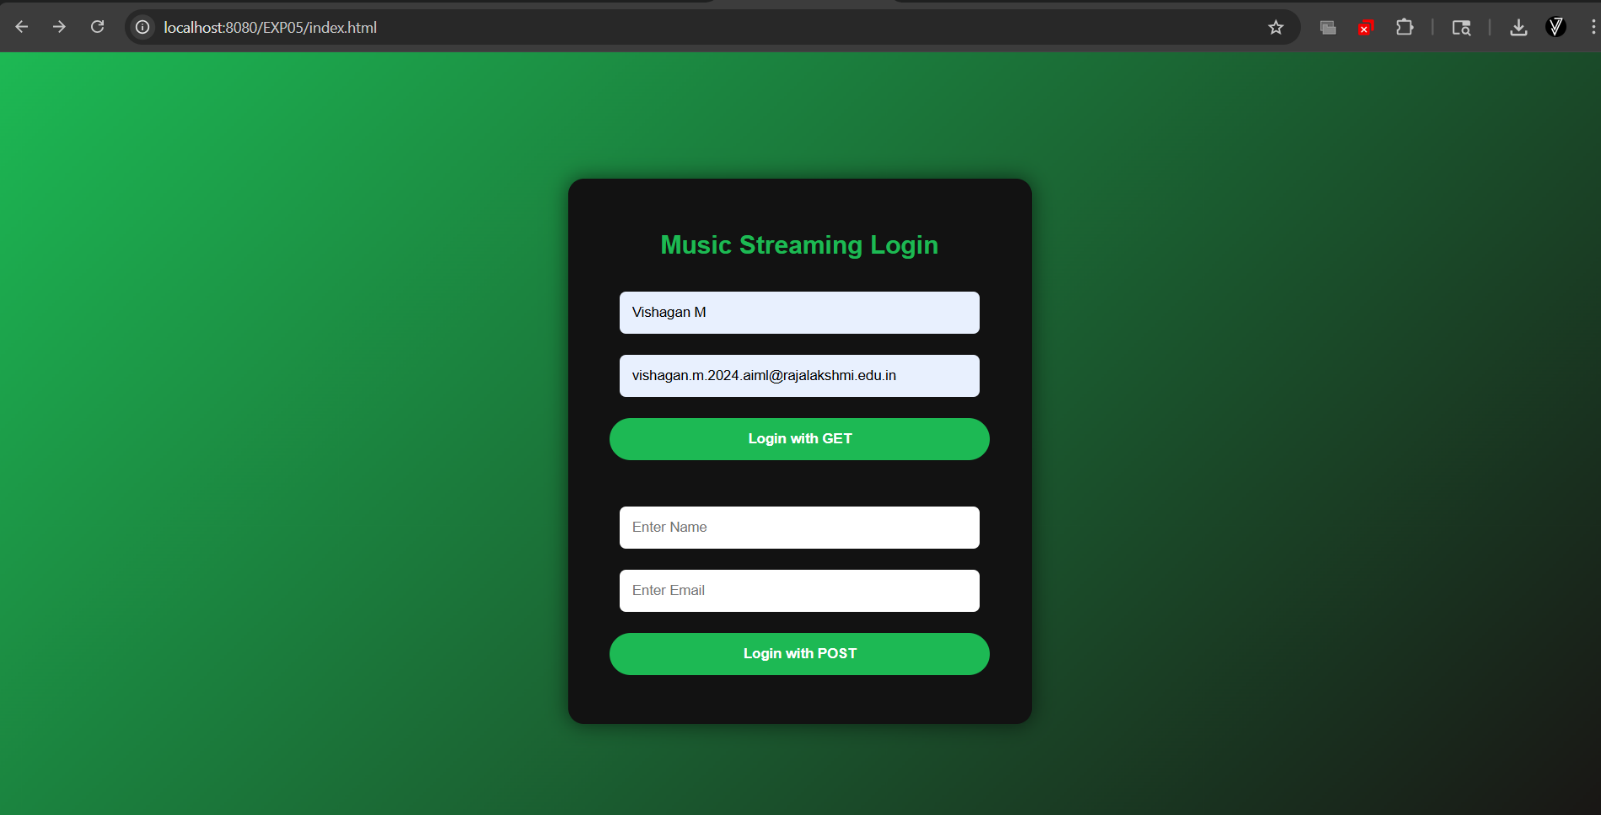 localhost:8080/EXP05/index.html
Music Streaming Login
Vishagan M
vishagan.m.2024.aiml@rajalakshmi.edu.in
Login with GET
Enter Name
Enter Email
Login with POST